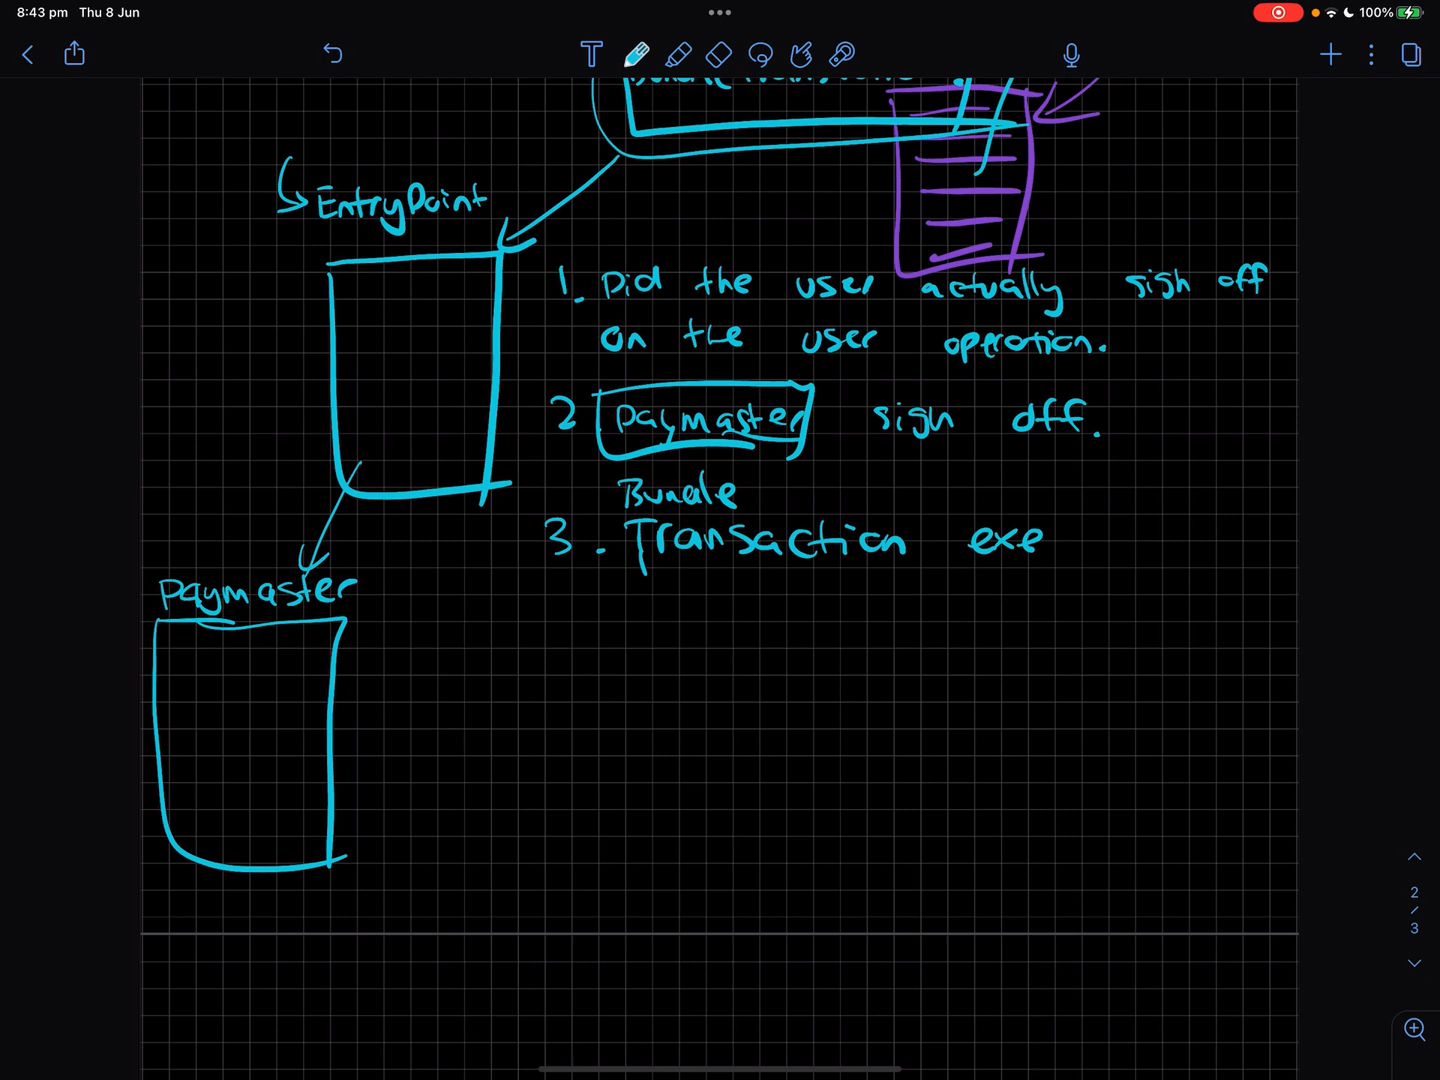 8:43 pm Thu 8 Jun
100%
EntryPoint
1. Did the user actually sign off
on the user operation.
2 Paymaster sign off.
Bundle
3. Transaction exe
Paymaster
2
/
3